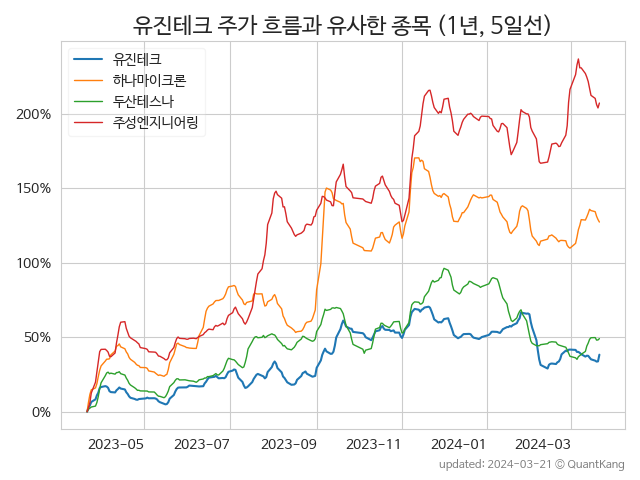 유진테크 주가 흐름과 유사한 종목 (1년, 5일선)
유진테크
하나마이크론
두산테스나
주성엔지니어링
200%
150%
100%
50%
0%
2023-05 2023-07 2023-09 2023-11 2024-01 2024-03
updated: 2024-03-21 © QuantKang